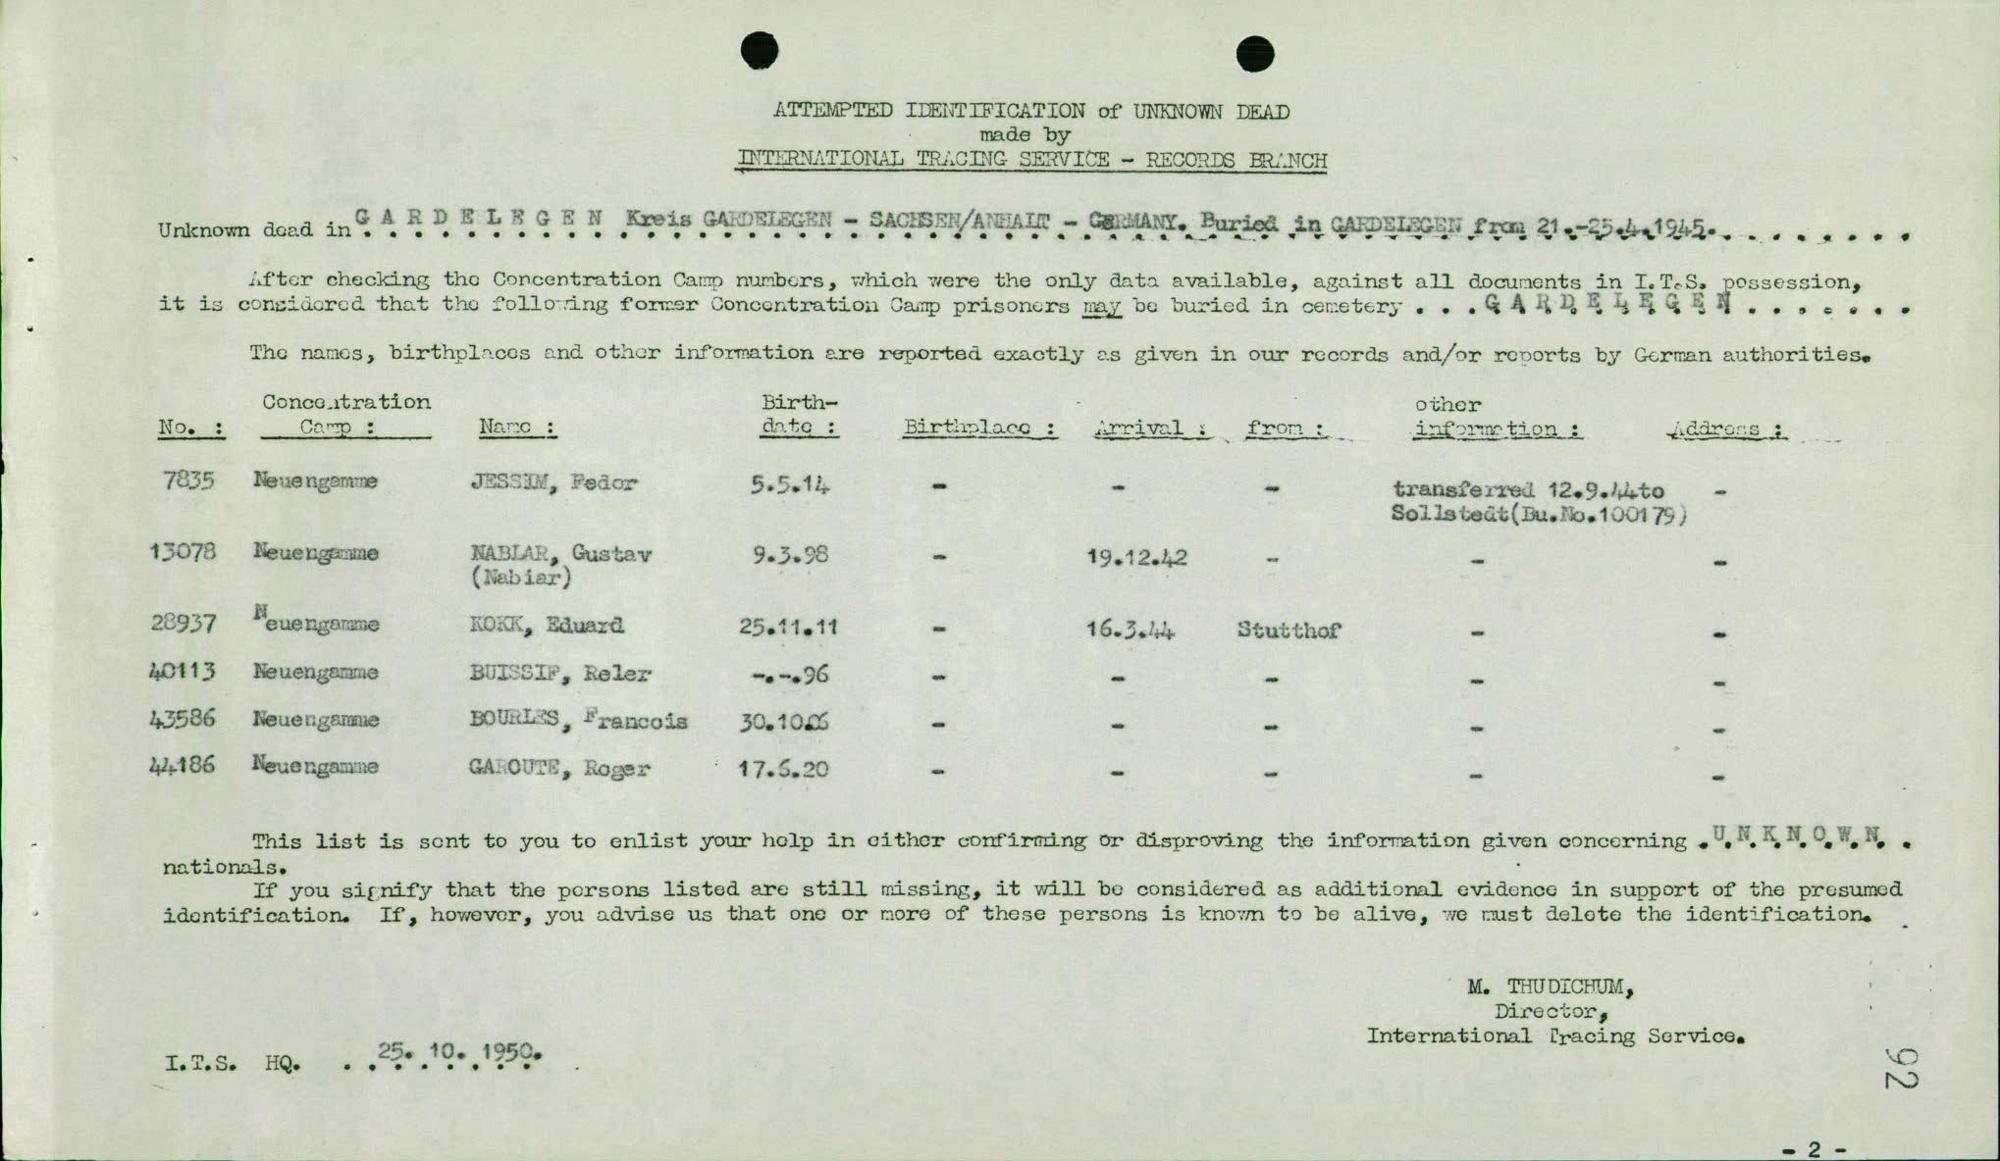 ATTEMPTED IDENTIFICATION of UNKNOWN DEAD
made by
INTERNATIONAL TRACING SERVICE - RECORDS BRANCH
Unknown dead in G A R D E L E G E N Kreis GARDELEGEN - SACHSEN/ANHALT - GERMANY. Buried in GARDELEGEN from 21.-25.4.1945.
After checking the Concentration Camp numbers, which were the only data available, against all documents in I.T.S. possession,
it is considered that the following former Concentration Camp prisoners may be buried in cemetery . . . G A R D E L E G E N . . . . . . .
The names, birthplaces and other information are reported exactly as given in our records and/or reports by German authorities.
Concentration Birth- other
No. : Camp : Name : date : Birthplace : Arrival : from : information : Address :
7835 Neuengamme JESSIM, Fedor 5.5.14 - - - transferred 12.9.44to -
Sollstedt(Bu.No.100179)
13078 Neuengamme NABLAR, Gustav 9.3.98 - 19.12.42 - - -
(Nabiar)
28937 Neuengamme KOKK, Eduard 25.11.11 - 16.3.44 Stutthof - -
40113 Neuengamme BUISSIF, Reler -.-.96 - - - - -
43586 Neuengamme BOURLES, Francois - - - - -
44186 Neuengamme GAROUTE, Roger 17.6.20 - - - - -
This list is sent to you to enlist your help in either confirming or disproving the information given concerning . U.N.K.N.O.W.N. .
nationals.
If you signify that the persons listed are still missing, it will be considered as additional evidence in support of the presumed
identification. If, however, you advise us that one or more of these persons is known to be alive, we must delete the identification.
M. THUDICHUM,
Director,
International Tracing Service.
I.T.S. HQ. . 25. 10. 1950.
92
- 2 -